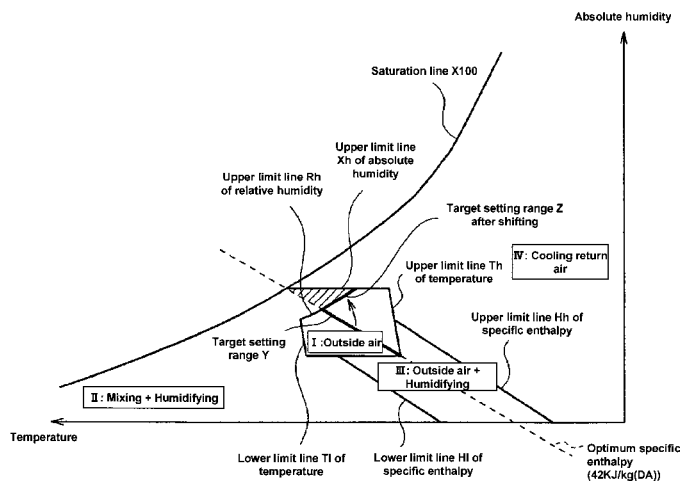 Absolute humidity
Saturation line X100
Upper limit line
Xh of absolute
humidity
Upper limit line Rh
of relative humidity
Target setting range Z
after shifting
Ⅳ: Cooling return
air
Upper limit line Th
of temperature
Upper limit line Hh
of specific enthalpy
Target setting
range Y
Ⅰ :Outside air
Ⅲ: Outside air +
Humidifying
Ⅱ: Mixing + Humidifying
Temperature
Lower limit line Tl
of temperature
Lower limit line Hl
of specific enthalpy
Optimum specific
enthalpy
(42KJ/kg(DA))